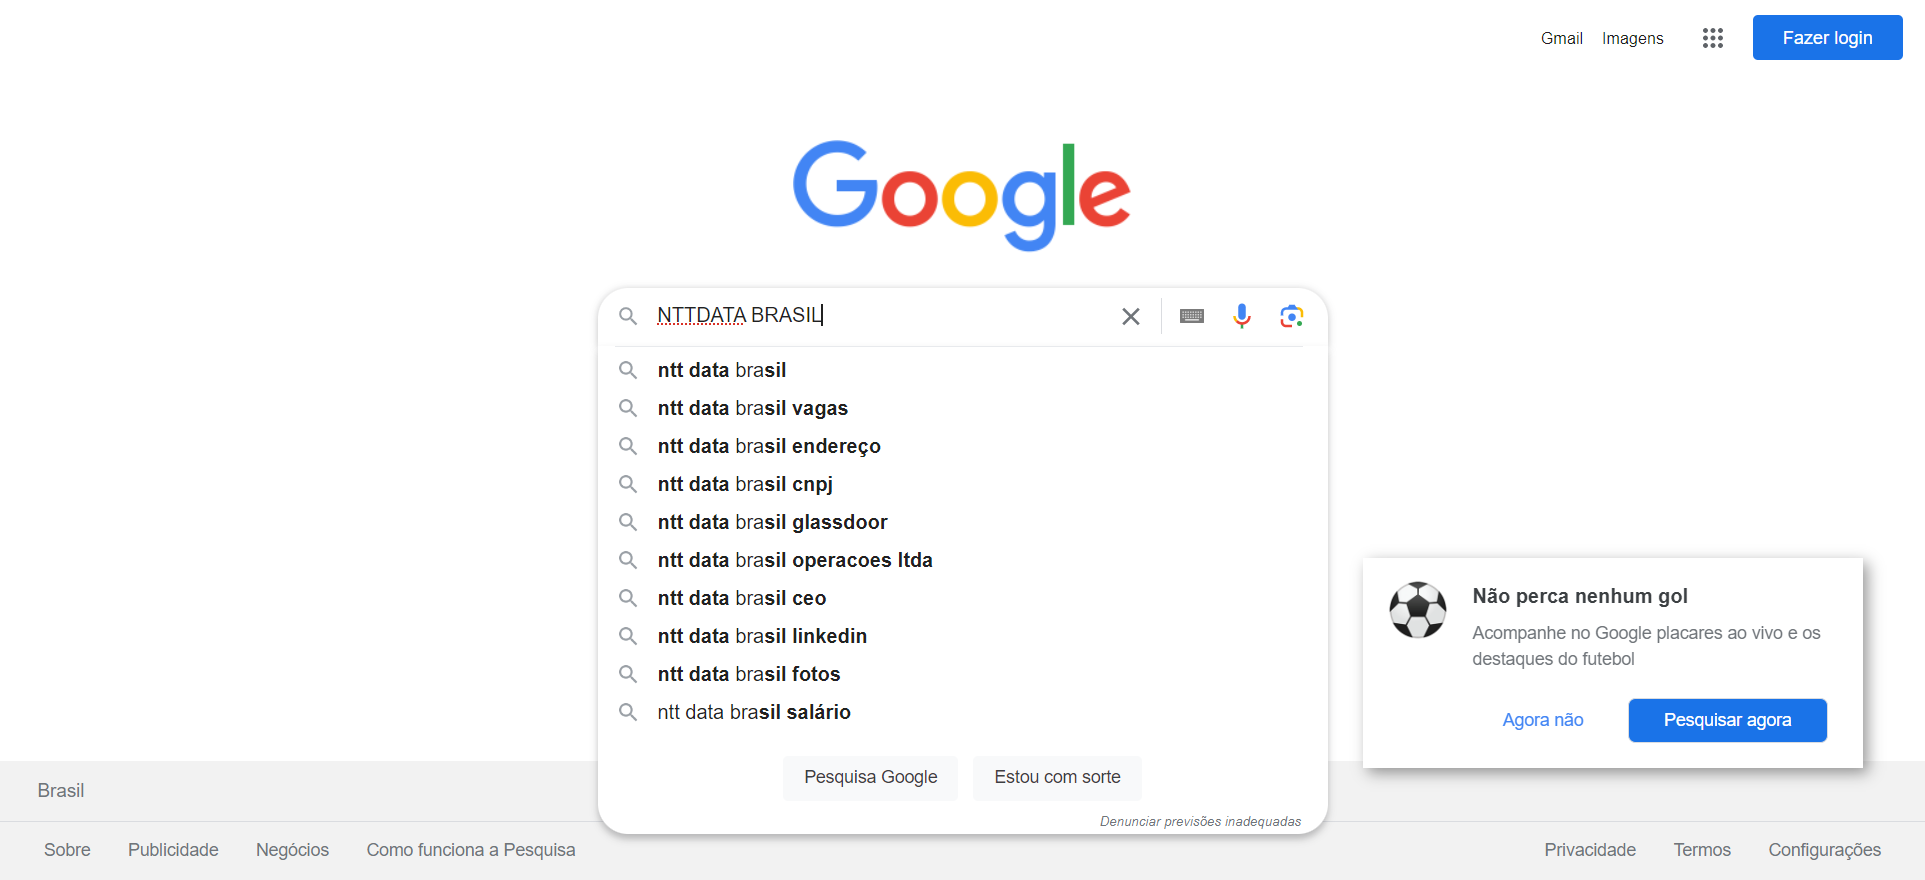 Gmail Imagens Fazer login
Google
NTTDATA BRASIL
ntt data brasil
ntt data brasil vagas
ntt data brasil endereço
ntt data brasil cnpj
ntt data brasil glassdoor
ntt data brasil operacoes ltda
ntt data brasil ceo
ntt data brasil linkedin
ntt data brasil fotos
ntt data brasil salário
Pesquisa Google Estou com sorte
Denunciar previsões inadequadas
Não perca nenhum gol
Acompanhe no Google placares ao vivo e os
destaques do futebol
Agora não Pesquisar agora
Brasil
Sobre Publicidade Negócios Como funciona a Pesquisa Privacidade Termos Configurações